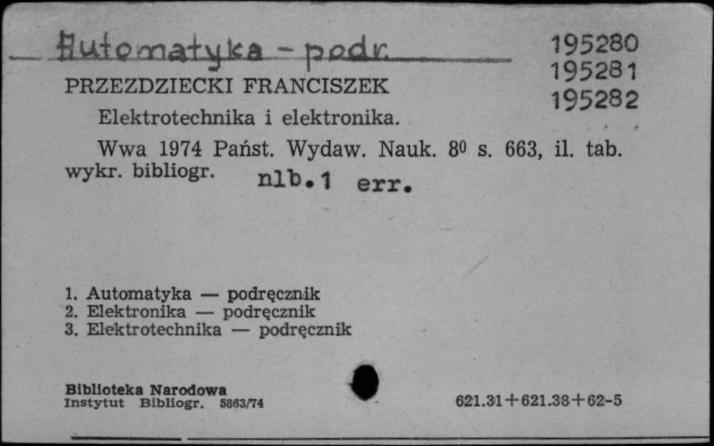 Automatyka - podr.
195280
195281
195282
PRZEZDZIECKI FRANCISZEK
Elektrotechnika i elektronika.
Wwa 1974 Państ. Wydaw. Nauk. 8⁰ s. 663, il. tab.
wykr. bibliogr. nlb.1 err.
1. Automatyka — podręcznik
2. Elektronika — podręcznik
3. Elektrotechnika — podręcznik
Biblioteka Narodowa
Instytut Bibliogr. 5863/74
621.31+621.38+62-5